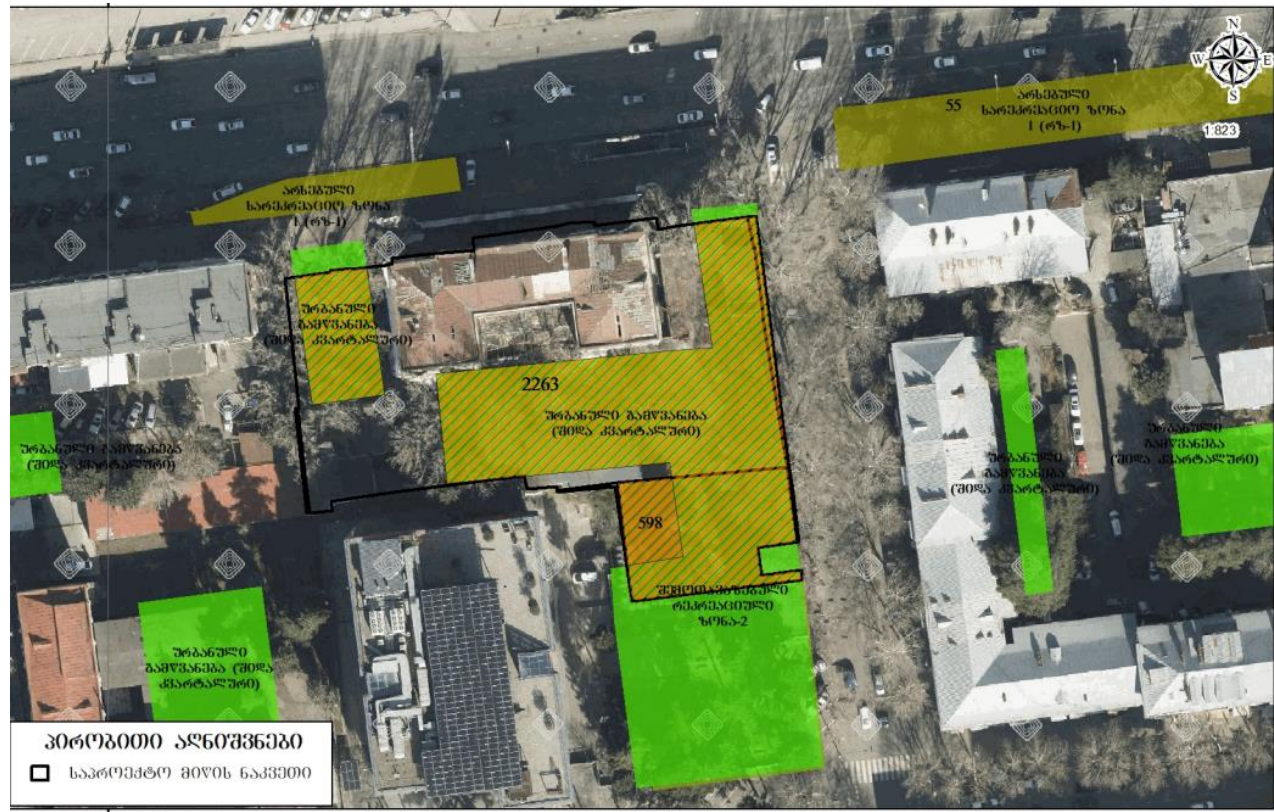 N
W E
S
1:823
55 არსებული
სარეკრეაციო ზონა
1 (რზ-1)
არსებული
სარეკრეაციო ზონა
1 (რზ-1)
ურბანული
გამწვანება
(შიდა კვარტალური)
2263
ურბანული გამწვანება
(შიდა კვარტალური)
ურბანული გამწვანება
(შიდა კვარტალური)
ურბანული
გამწვანება
(შიდა კვარტალური)
ურბანული
გამწვანება
(შიდა კვარტალური)
598
შემოთავაზებული
რეკრეაციული
ზონა-2
ურბანული
გამწვანება (შიდა
კვარტალური)
პირობითი აღნიშვნები
საპროექტო მიწის ნაკვეთი